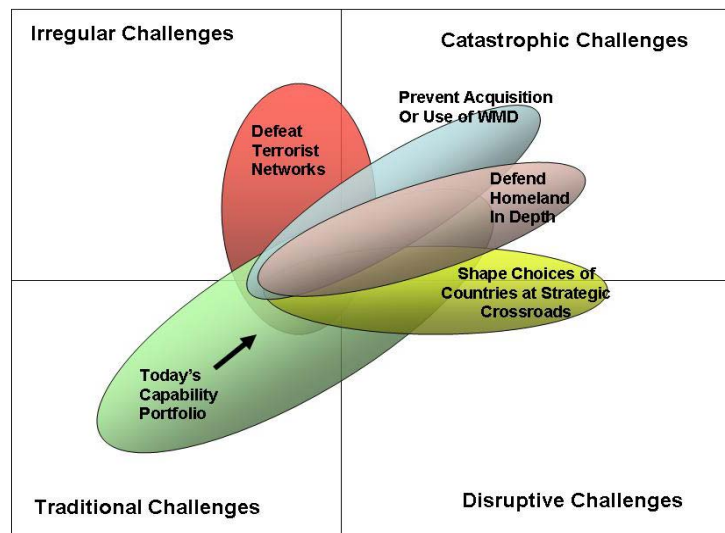 Irregular Challenges
Catastrophic Challenges
Prevent Acquisition
Or Use of WMD
Defeat
Terrorist
Networks
Defend
Homeland
In Depth
Shape Choices of
Countries at Strategic
Crossroads
Today's
Capability
Portfolio
Traditional Challenges
Disruptive Challenges